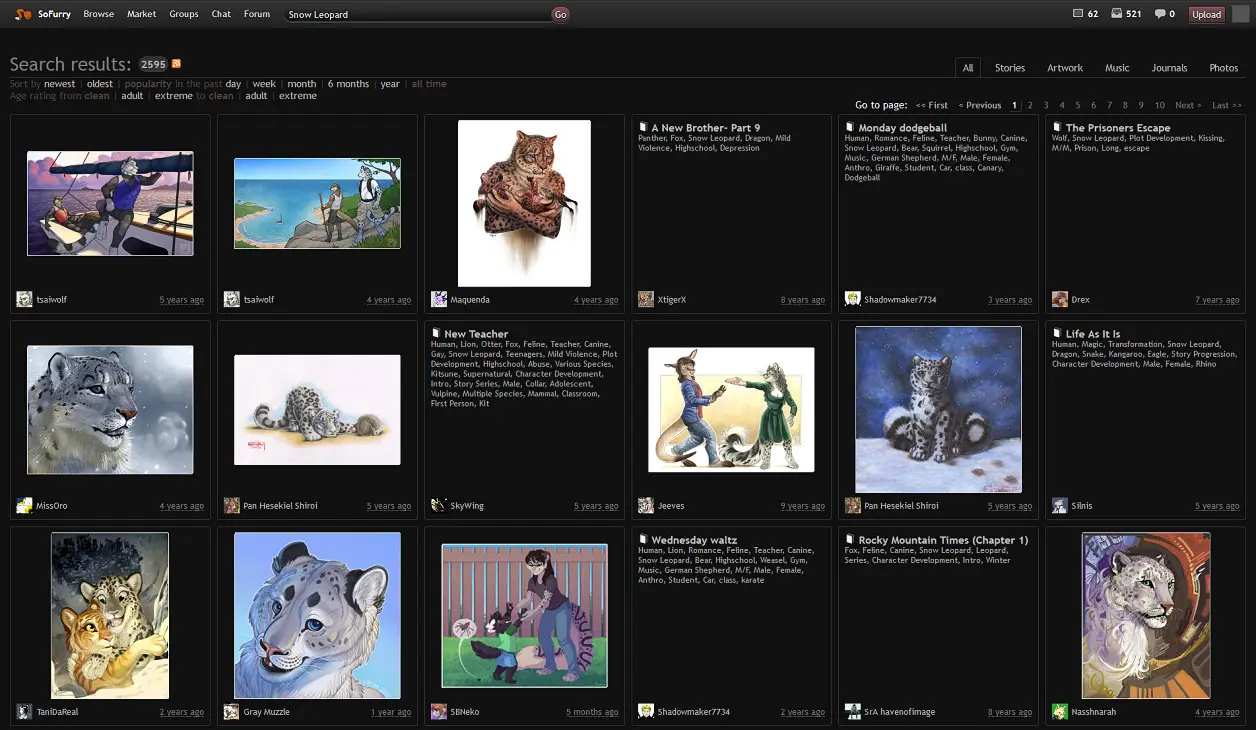 SoFurry Browse Market Groups Chat Forum Snow Leopard Go 62 521 0 Upload
Search results: 2595
All Stories Artwork Music Journals Photos
Sort by newest | oldest | popularity in the past day | week | month | 6 months | year | all time
Age rating from clean | adult | extreme to clean | adult | extreme
Go to page: << First < Previous 1 2 3 4 5 6 7 8 9 10 Next > Last >>
A New Brother- Part 9
Panther, Fox, Snow Leopard, Dragon, Mild
Violence, Highschool, Depression
Monday dodgeball
Human, Romance, Feline, Teacher, Bunny, Canine,
Snow Leopard, Bear, Squirrel, Highschool, Gym,
Music, German Shepherd, M/F, Male, Female,
Anthro, Giraffe, Student, Car, class, Canary,
Dodgeball
The Prisoners Escape
Wolf, Snow Leopard, Plot Development, Kissing,
M/M, Prison, Long, escape
tsaiwolf 5 years ago
tsaiwolf 4 years ago
Maquenda 4 years ago
XtigerX 8 years ago
Shadowmaker7734 3 years ago
Drex 7 years ago
New Teacher
Human, Lion, Otter, Fox, Feline, Teacher, Canine,
Gay, Snow Leopard, Teenagers, Mild Violence, Plot
Development, Highschool, Abuse, Various Species,
Kitsune, Supernatural, Character Development,
Intro, Story Series, Male, Collar, Adolescent,
Vulpine, Multiple Species, Mammal, Classroom,
First Person, Kit
Life As It Is
Human, Magic, Transformation, Snow Leopard,
Dragon, Snake, Kangaroo, Eagle, Story Progression,
Character Development, Male, Female, Rhino
MissOro 4 years ago
Pan Hesekiel Shiroi 5 years ago
SkyWing 5 years ago
Jeeves 9 years ago
Pan Hesekiel Shiroi 5 years ago
Silnis 5 years ago
Wednesday waltz
Human, Lion, Romance, Feline, Teacher, Canine,
Snow Leopard, Bear, Highschool, Weasel, Gym,
Music, German Shepherd, M/F, Male, Female,
Anthro, Student, Car, class, karate
Rocky Mountain Times (Chapter 1)
Fox, Feline, Canine, Snow Leopard, Leopard,
Series, Character Development, Intro, Winter
TaniDaReal 2 years ago
Gray Muzzle 1 year ago
SBNeko 5 months ago
Shadowmaker7734 2 years ago
SrA havenofimage 8 years ago
Nasshnarah 4 years ago